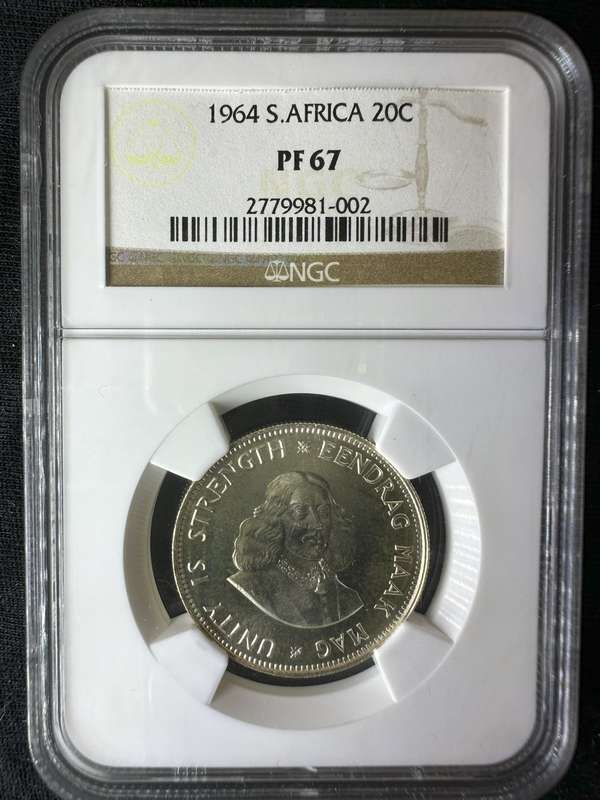 1964 S.AFRICA 20C
PF 67
2779981-002
NGC
UNITY IS STRENGTH * EENDRAG MAAK MAG *